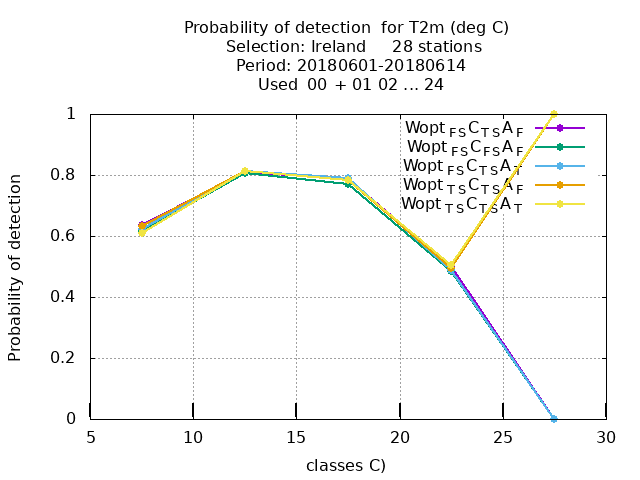 Probability of detection for T2m (deg C)
Selection: Ireland 28 stations
Period: 20180601-20180614
Used 00 + 01 02 ... 24
Wopt FS C TS A F
Wopt FS C FS A F
Wopt FS C TS A T
Wopt TS C TS A F
Wopt TS C TS A T
Probability of detection
1
0.8
0.6
0.4
0.2
0
5 10 15 20 25 30
classes C)